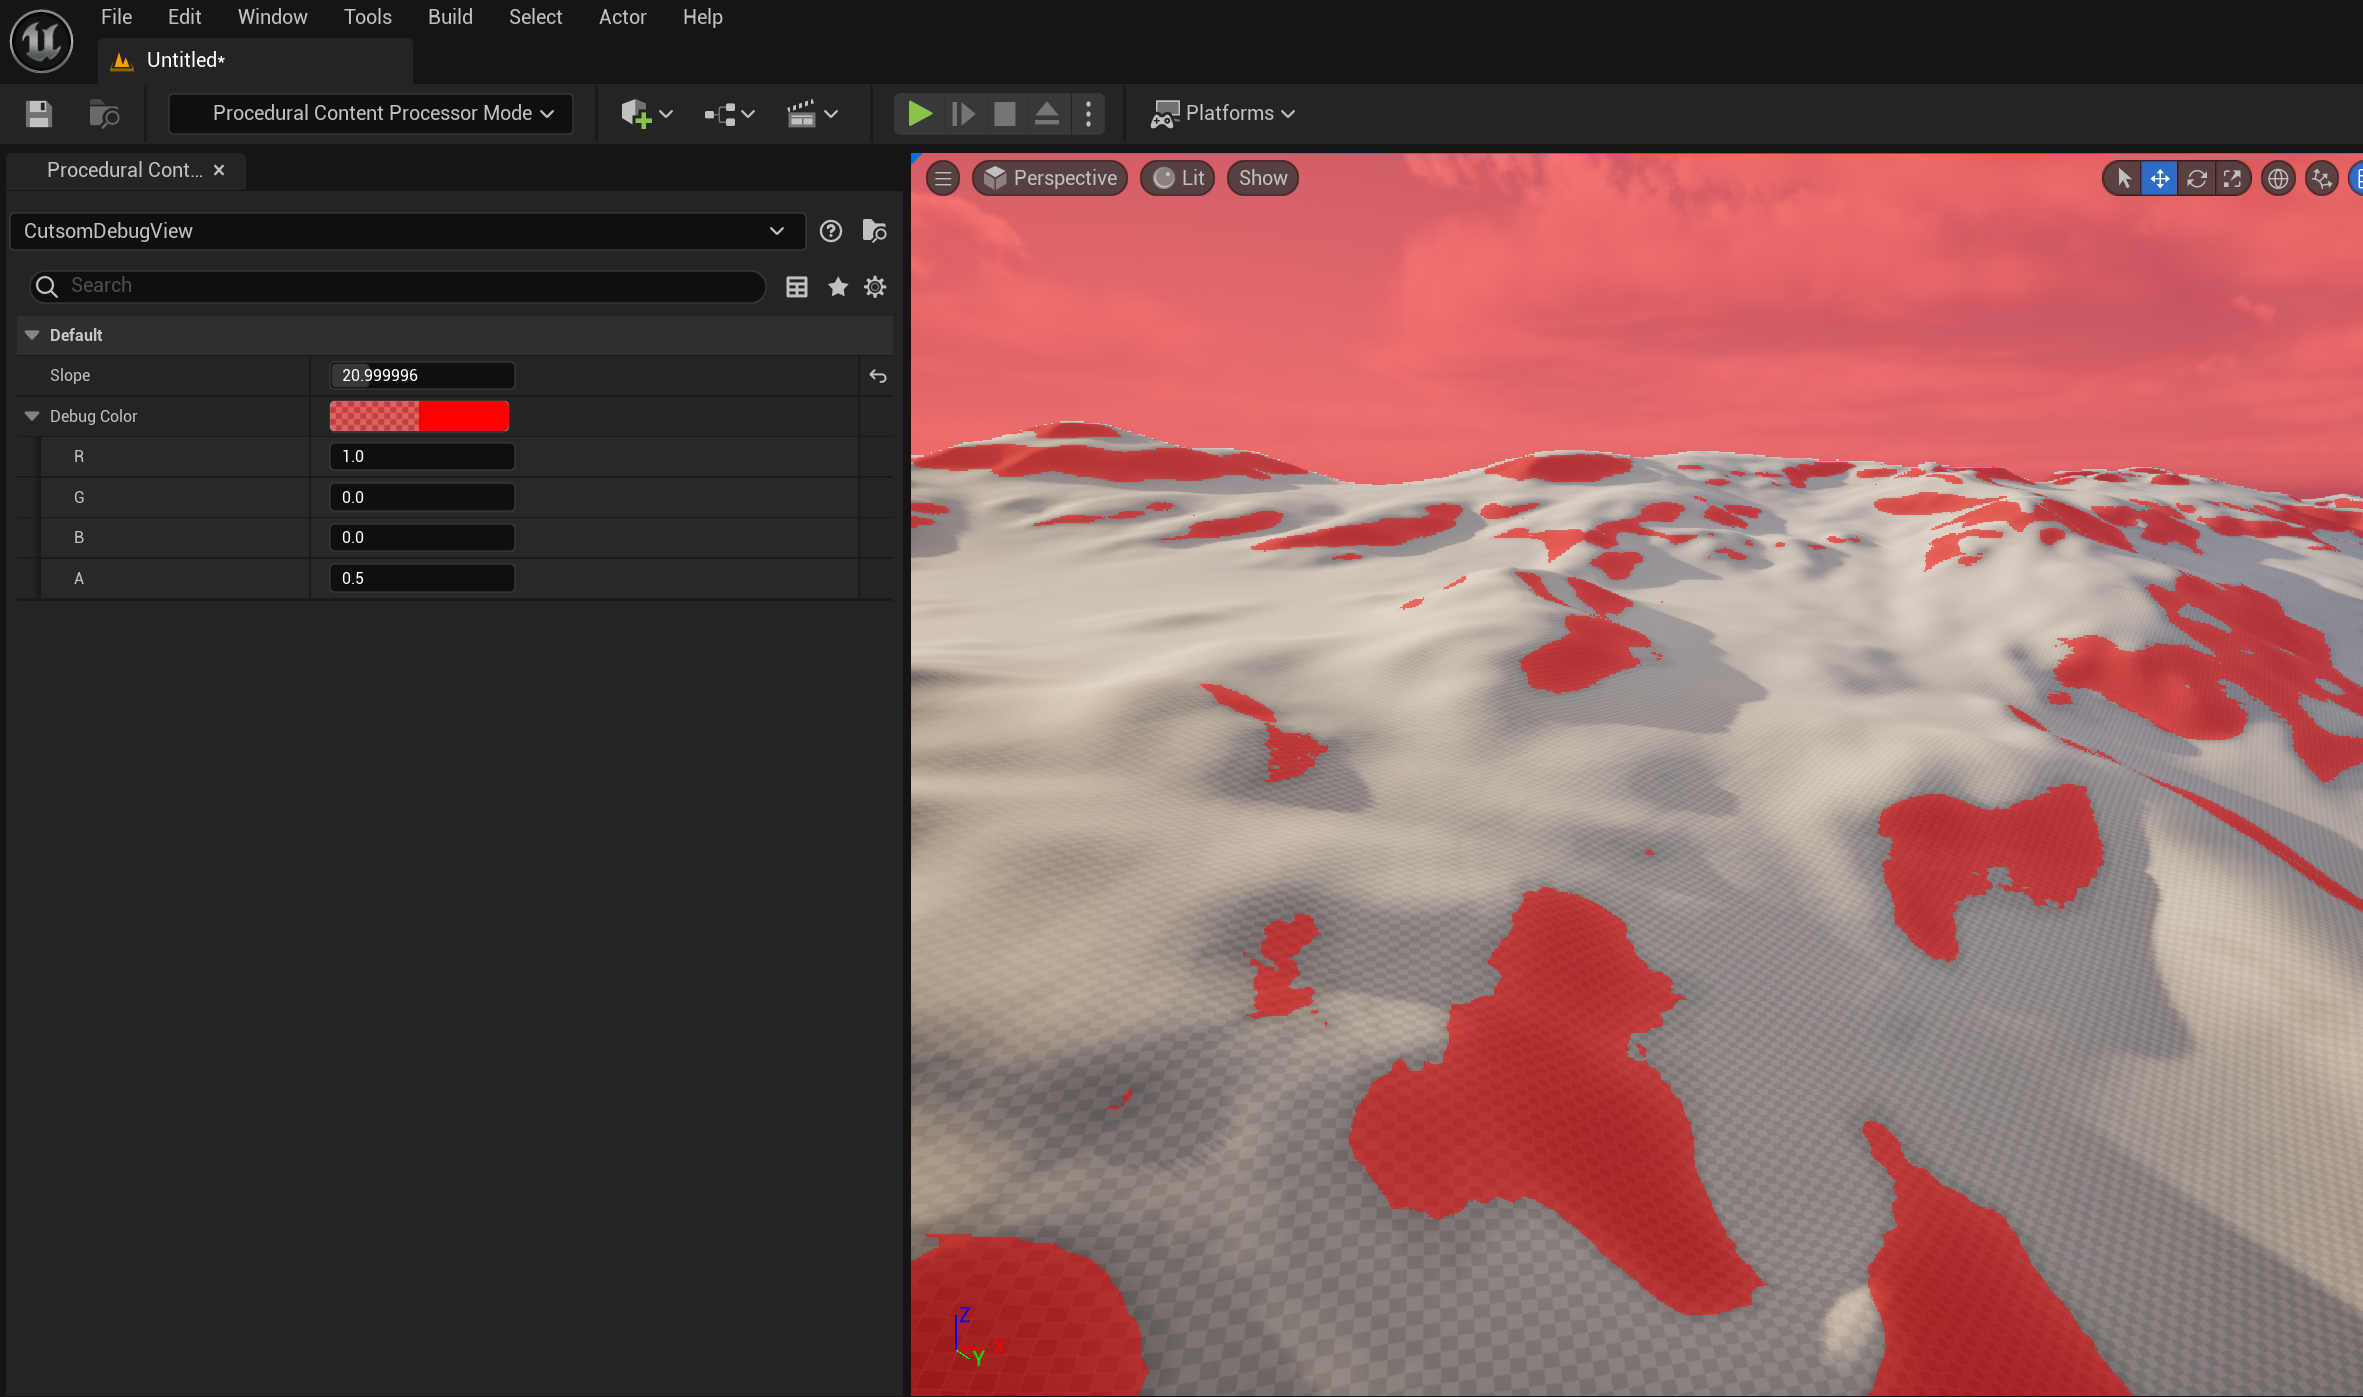 File Edit Window Tools Build Select Actor Help
Untitled*
Procedural Content Processor Mode
Platforms
Procedural Cont...
Perspective Lit Show
CutsomDebugView
Search
Default
Slope 20.999996
Debug Color
R 1.0
G 0.0
B 0.0
A 0.5
Z
X
Y